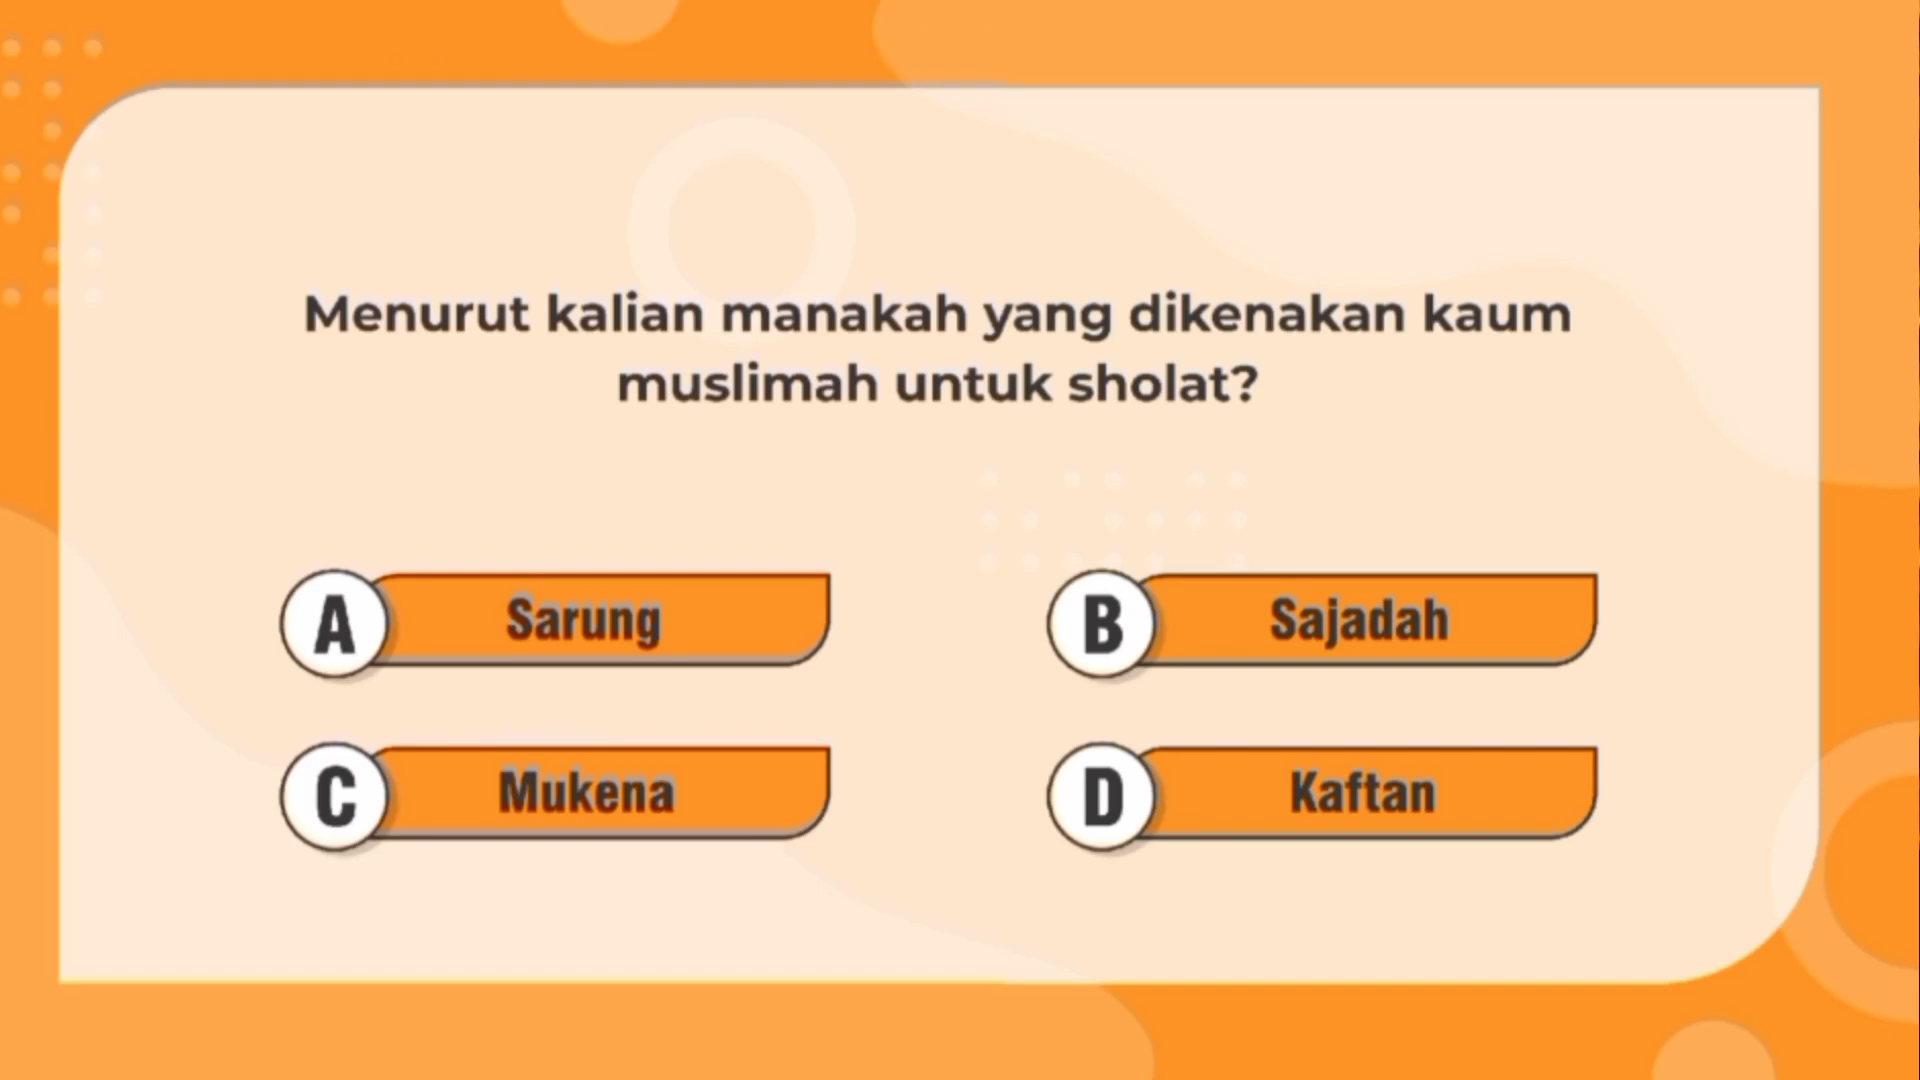 Menurut kalian manakah yang dikenakan kaum
muslimah untuk sholat?
A Sarung
B Sajadah
C Mukena
D Kaftan